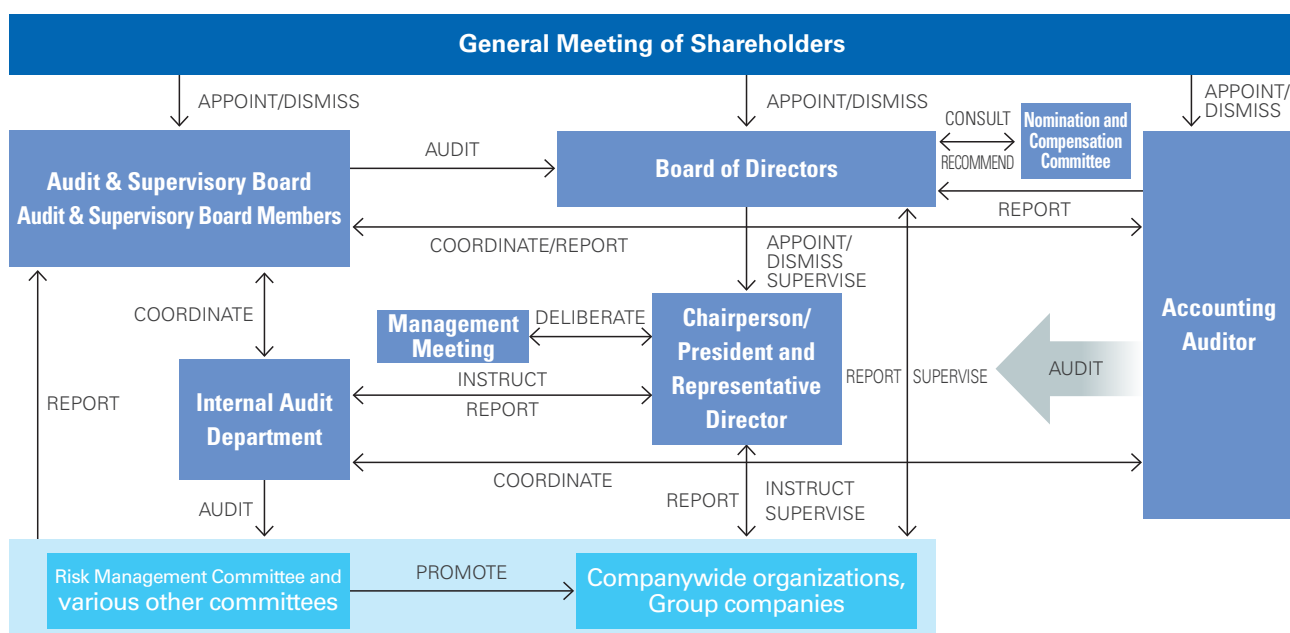 General Meeting of Shareholders
APPOINT/DISMISS
APPOINT/DISMISS
APPOINT/
DISMISS
Audit & Supervisory Board
Audit & Supervisory Board Members
AUDIT
Board of Directors
CONSULT
RECOMMEND
Nomination and
Compensation
Committee
REPORT
COORDINATE/REPORT
APPOINT/
DISMISS
SUPERVISE
Accounting
Auditor
COORDINATE
Management
Meeting
DELIBERATE
Chairperson/
President and
Representative
Director
REPORT
SUPERVISE
AUDIT
REPORT
Internal Audit
Department
INSTRUCT
REPORT
COORDINATE
AUDIT
REPORT
INSTRUCT
SUPERVISE
Risk Management Committee and
various other committees
PROMOTE
Companywide organizations,
Group companies